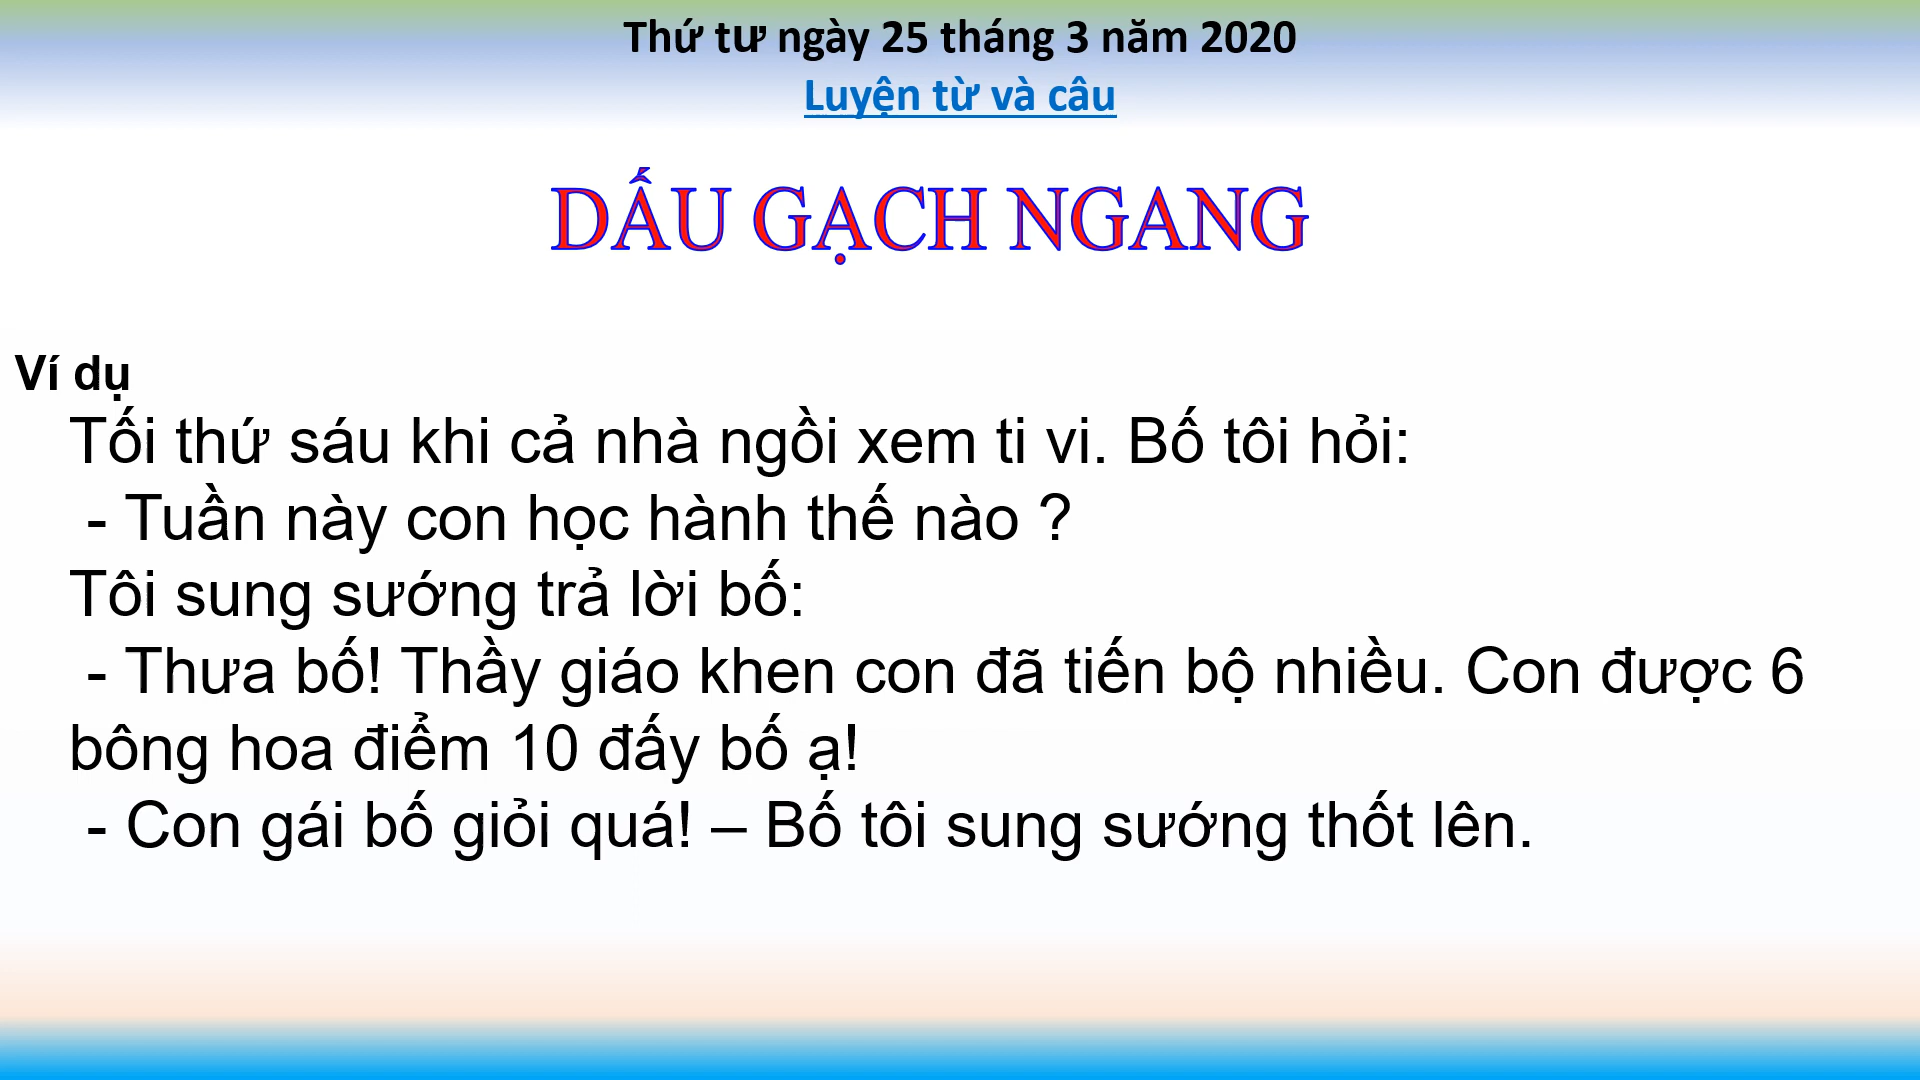 Thứ tư ngày 25 tháng 3 năm 2020
Luyện từ và câu
DẤU GẠCH NGANG
Ví dụ
Tối thứ sáu khi cả nhà ngồi xem ti vi. Bố tôi hỏi:
- Tuần này con học hành thế nào ?
Tôi sung sướng trả lời bố:
- Thưa bố! Thầy giáo khen con đã tiến bộ nhiều. Con được 6
bông hoa điểm 10 đấy bố ạ!
- Con gái bố giỏi quá! – Bố tôi sung sướng thốt lên.